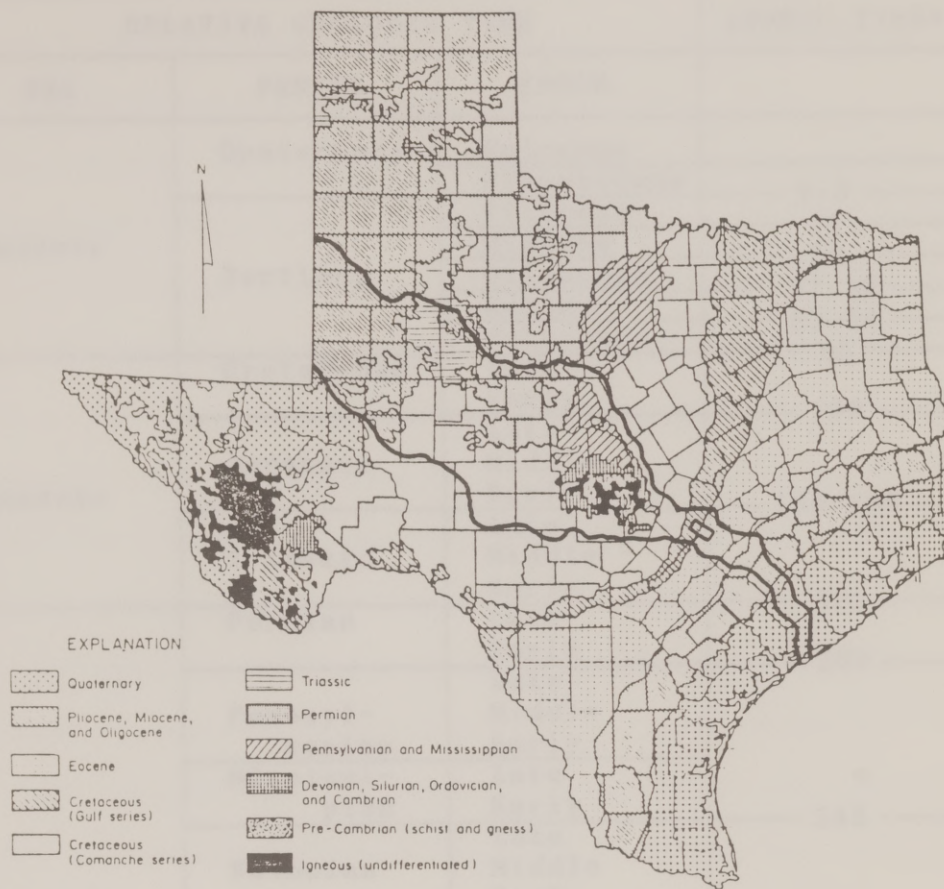 N
EXPLANATION
Quaternary
Pliocene, Miocene,
and Oligocene
Eocene
Cretaceous
(Gulf series)
Cretaceous
(Comanche series)
Triassic
Permian
Pennsylvanian and Mississippian
Devonian, Silurian, Ordovician,
and Cambrian
Pre-Cambrian (schist and gneiss)
Igneous (undifferentiated)